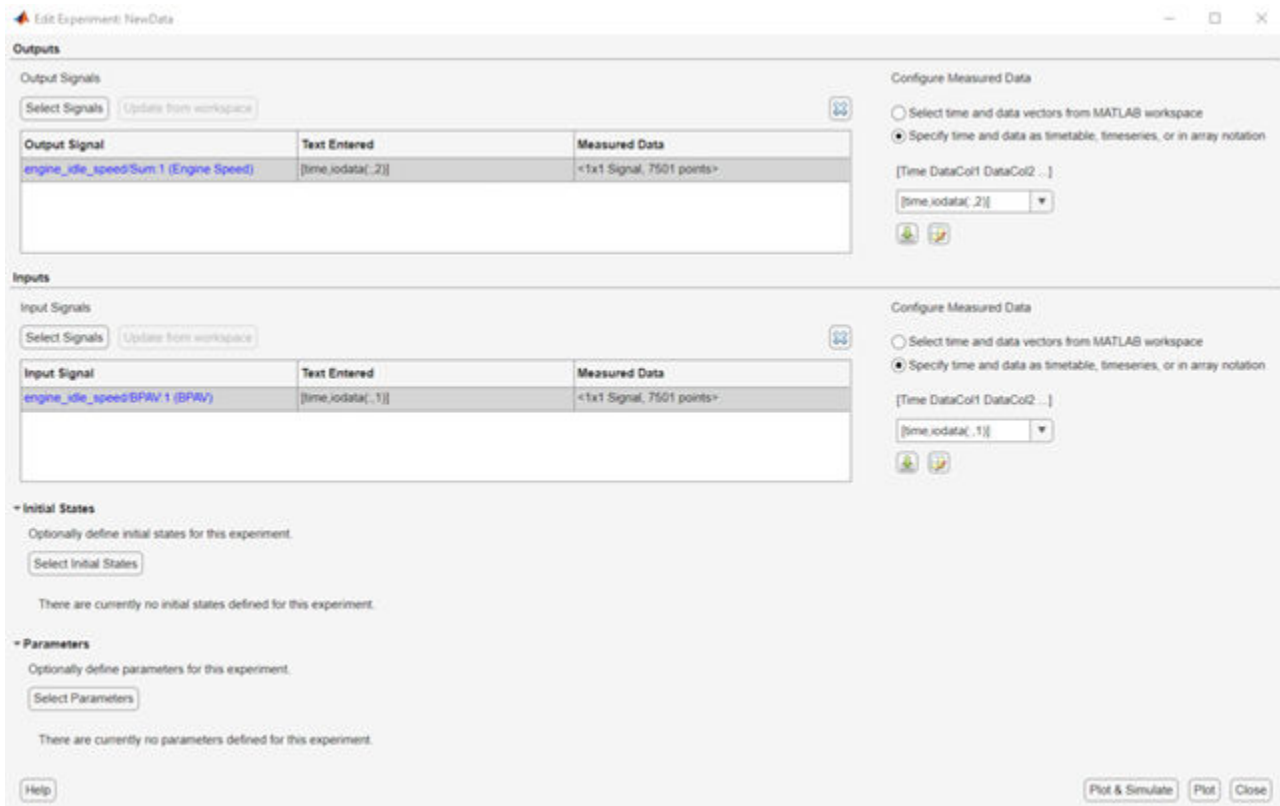 Edit Experiment: NewData
Outputs
Output Signals
Configure Measured Data
Select Signals
Update from workspace
Select time and data vectors from MATLAB workspace
Specify time and data as timetable, timeseries, or in array notation
Output Signal Text Entered Measured Data
engine_idle_speed/Sum:1 (Engine Speed) [time,iodata(:,2)] <1x1 Signal, 7501 points>
[Time DataCol1 DataCol2 ...]
[time,iodata(:,2)]
Inputs
Input Signals
Configure Measured Data
Select Signals
Update from workspace
Select time and data vectors from MATLAB workspace
Specify time and data as timetable, timeseries, or in array notation
Input Signal Text Entered Measured Data
engine_idle_speed/BPAV:1 (BPAV) [time,iodata(:,1)] <1x1 Signal, 7501 points>
[Time DataCol1 DataCol2 ...]
[time,iodata(:,1)]
Initial States
Optionally define initial states for this experiment.
Select Initial States
There are currently no initial states defined for this experiment.
Parameters
Optionally define parameters for this experiment.
Select Parameters
There are currently no parameters defined for this experiment.
Help
Plot & Simulate
Plot
Close